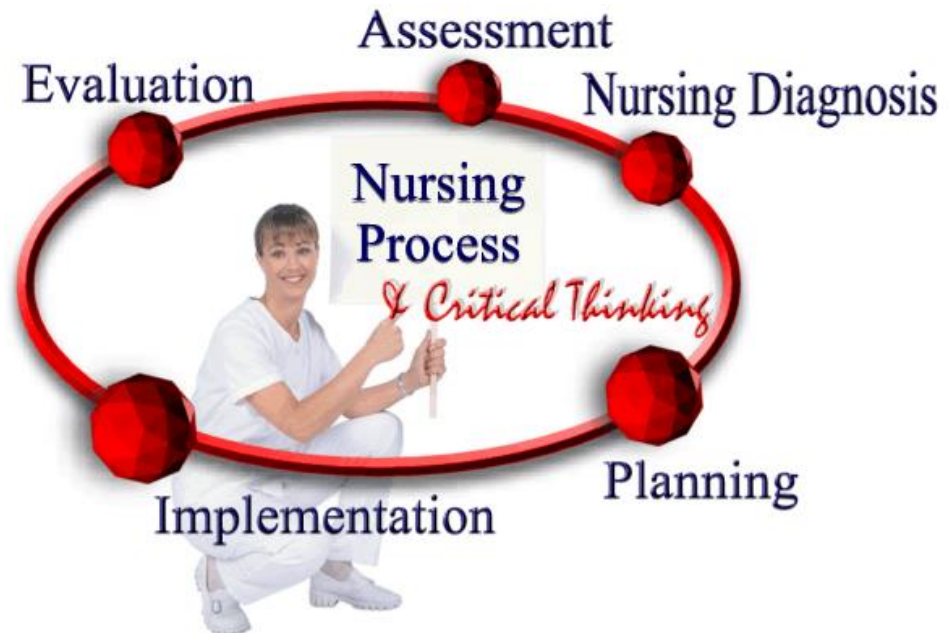 Assessment
Evaluation
Nursing Diagnosis
Nursing
Process
& Critical Thinking
Planning
Implementation